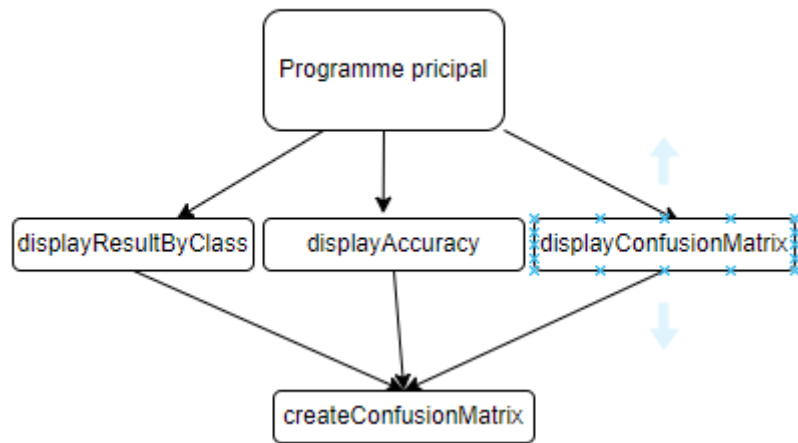 Programme pricipal
displayResultByClass
displayAccuracy
displayConfusionMatrix
createConfusionMatrix